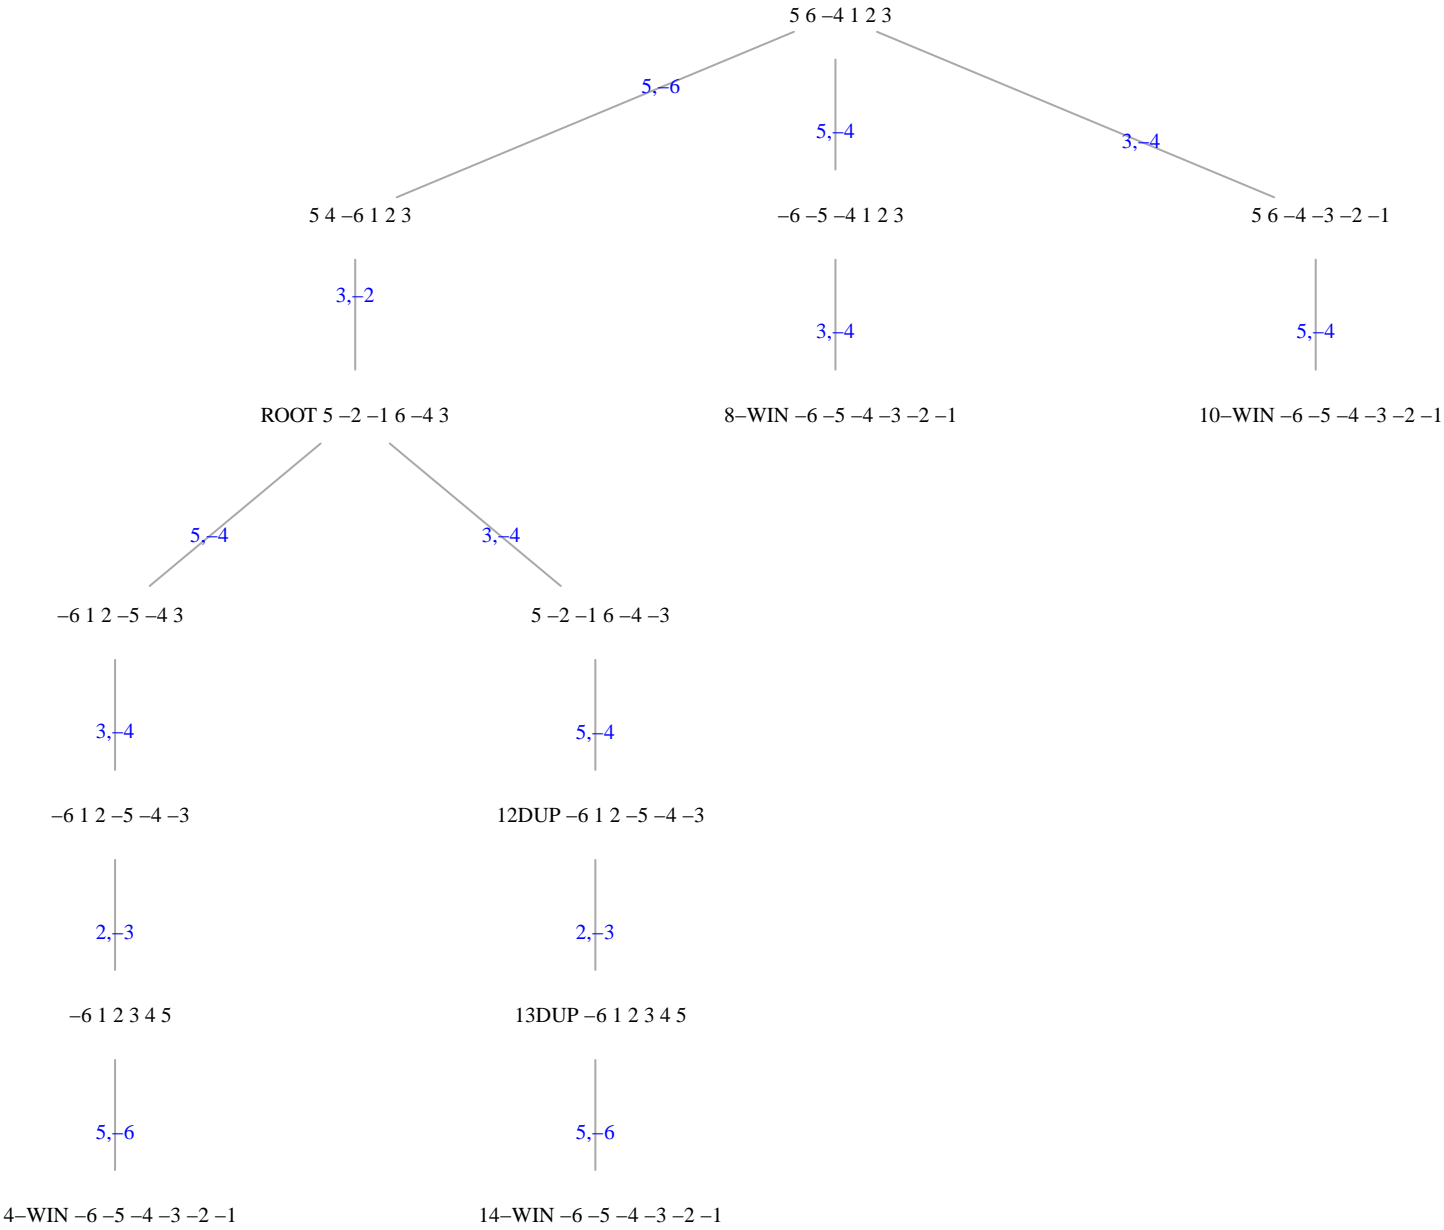 5 6 –4 1 2 3
5,–6
5,–4
3,–4
5 4 –6 1 2 3
–6 –5 –4 1 2 3
5 6 –4 –3 –2 –1
3,–2
3,–4
5,–4
ROOT 5 –2 –1 6 –4 3
8–WIN –6 –5 –4 –3 –2 –1
10–WIN –6 –5 –4 –3 –2 –1
5,–4
3,–4
–6 1 2 –5 –4 3
5 –2 –1 6 –4 –3
3,–4
5,–4
–6 1 2 –5 –4 –3
12DUP –6 1 2 –5 –4 –3
2,–3
2,–3
–6 1 2 3 4 5
13DUP –6 1 2 3 4 5
5,–6
5,–6
4–WIN –6 –5 –4 –3 –2 –1
14–WIN –6 –5 –4 –3 –2 –1